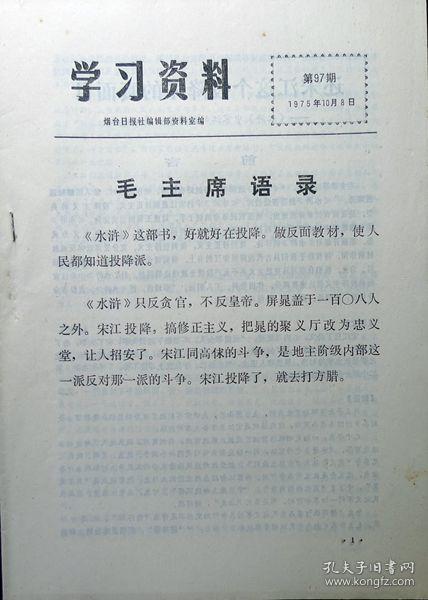 学习资料
第97期
1975年10月8日
烟台日报社编辑部资料室编
毛主席语录
《水浒》这部书，好就好在投降。做反面教材，使人
民都知道投降派。
《水浒》只反贪官，不反皇帝。屏晁盖于一百〇八人
之外。宋江投降，搞修正主义，把晁的聚义厅改为忠义
堂，让人招安了。宋江同高俅的斗争，是地主阶级内部这
一派反对那一派的斗争。宋江投降了，就去打方腊。
· 1 ·
孔夫子旧书网
www.kongfz.com